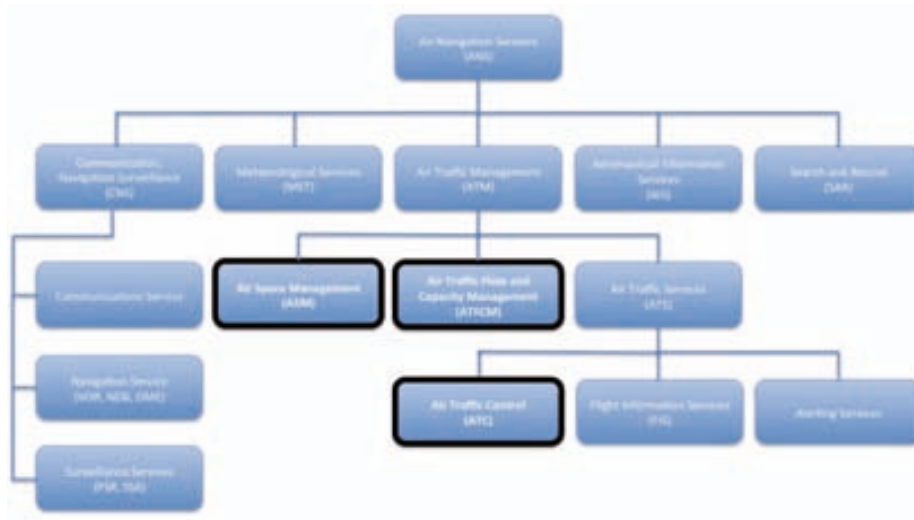 Air Navigation Services
(ANS)
Communication,
Navigation Surveillance
(CNS)
Meteorological Services
(MET)
Air Traffic Management
(ATM)
Aeronautical Information
Services
(AIS)
Search and Rescue
(SAR)
Communications Service
Air Space Management
(ASM)
Air Traffic Flow and
Capacity Management
(ATFCM)
Air Traffic Services
(ATS)
Navigation Service
(VOR, NDB, DME)
Air Traffic Control
(ATC)
Flight Information Services
(FIS)
Alerting Services
Surveillance Services
(PSR, SSR)